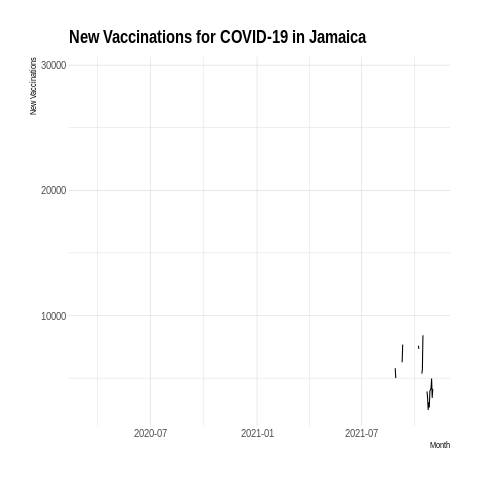 New Vaccinations for COVID-19 in Jamaica
New Vaccinations
30000
20000
10000
2020-07
2021-01
2021-07
Month